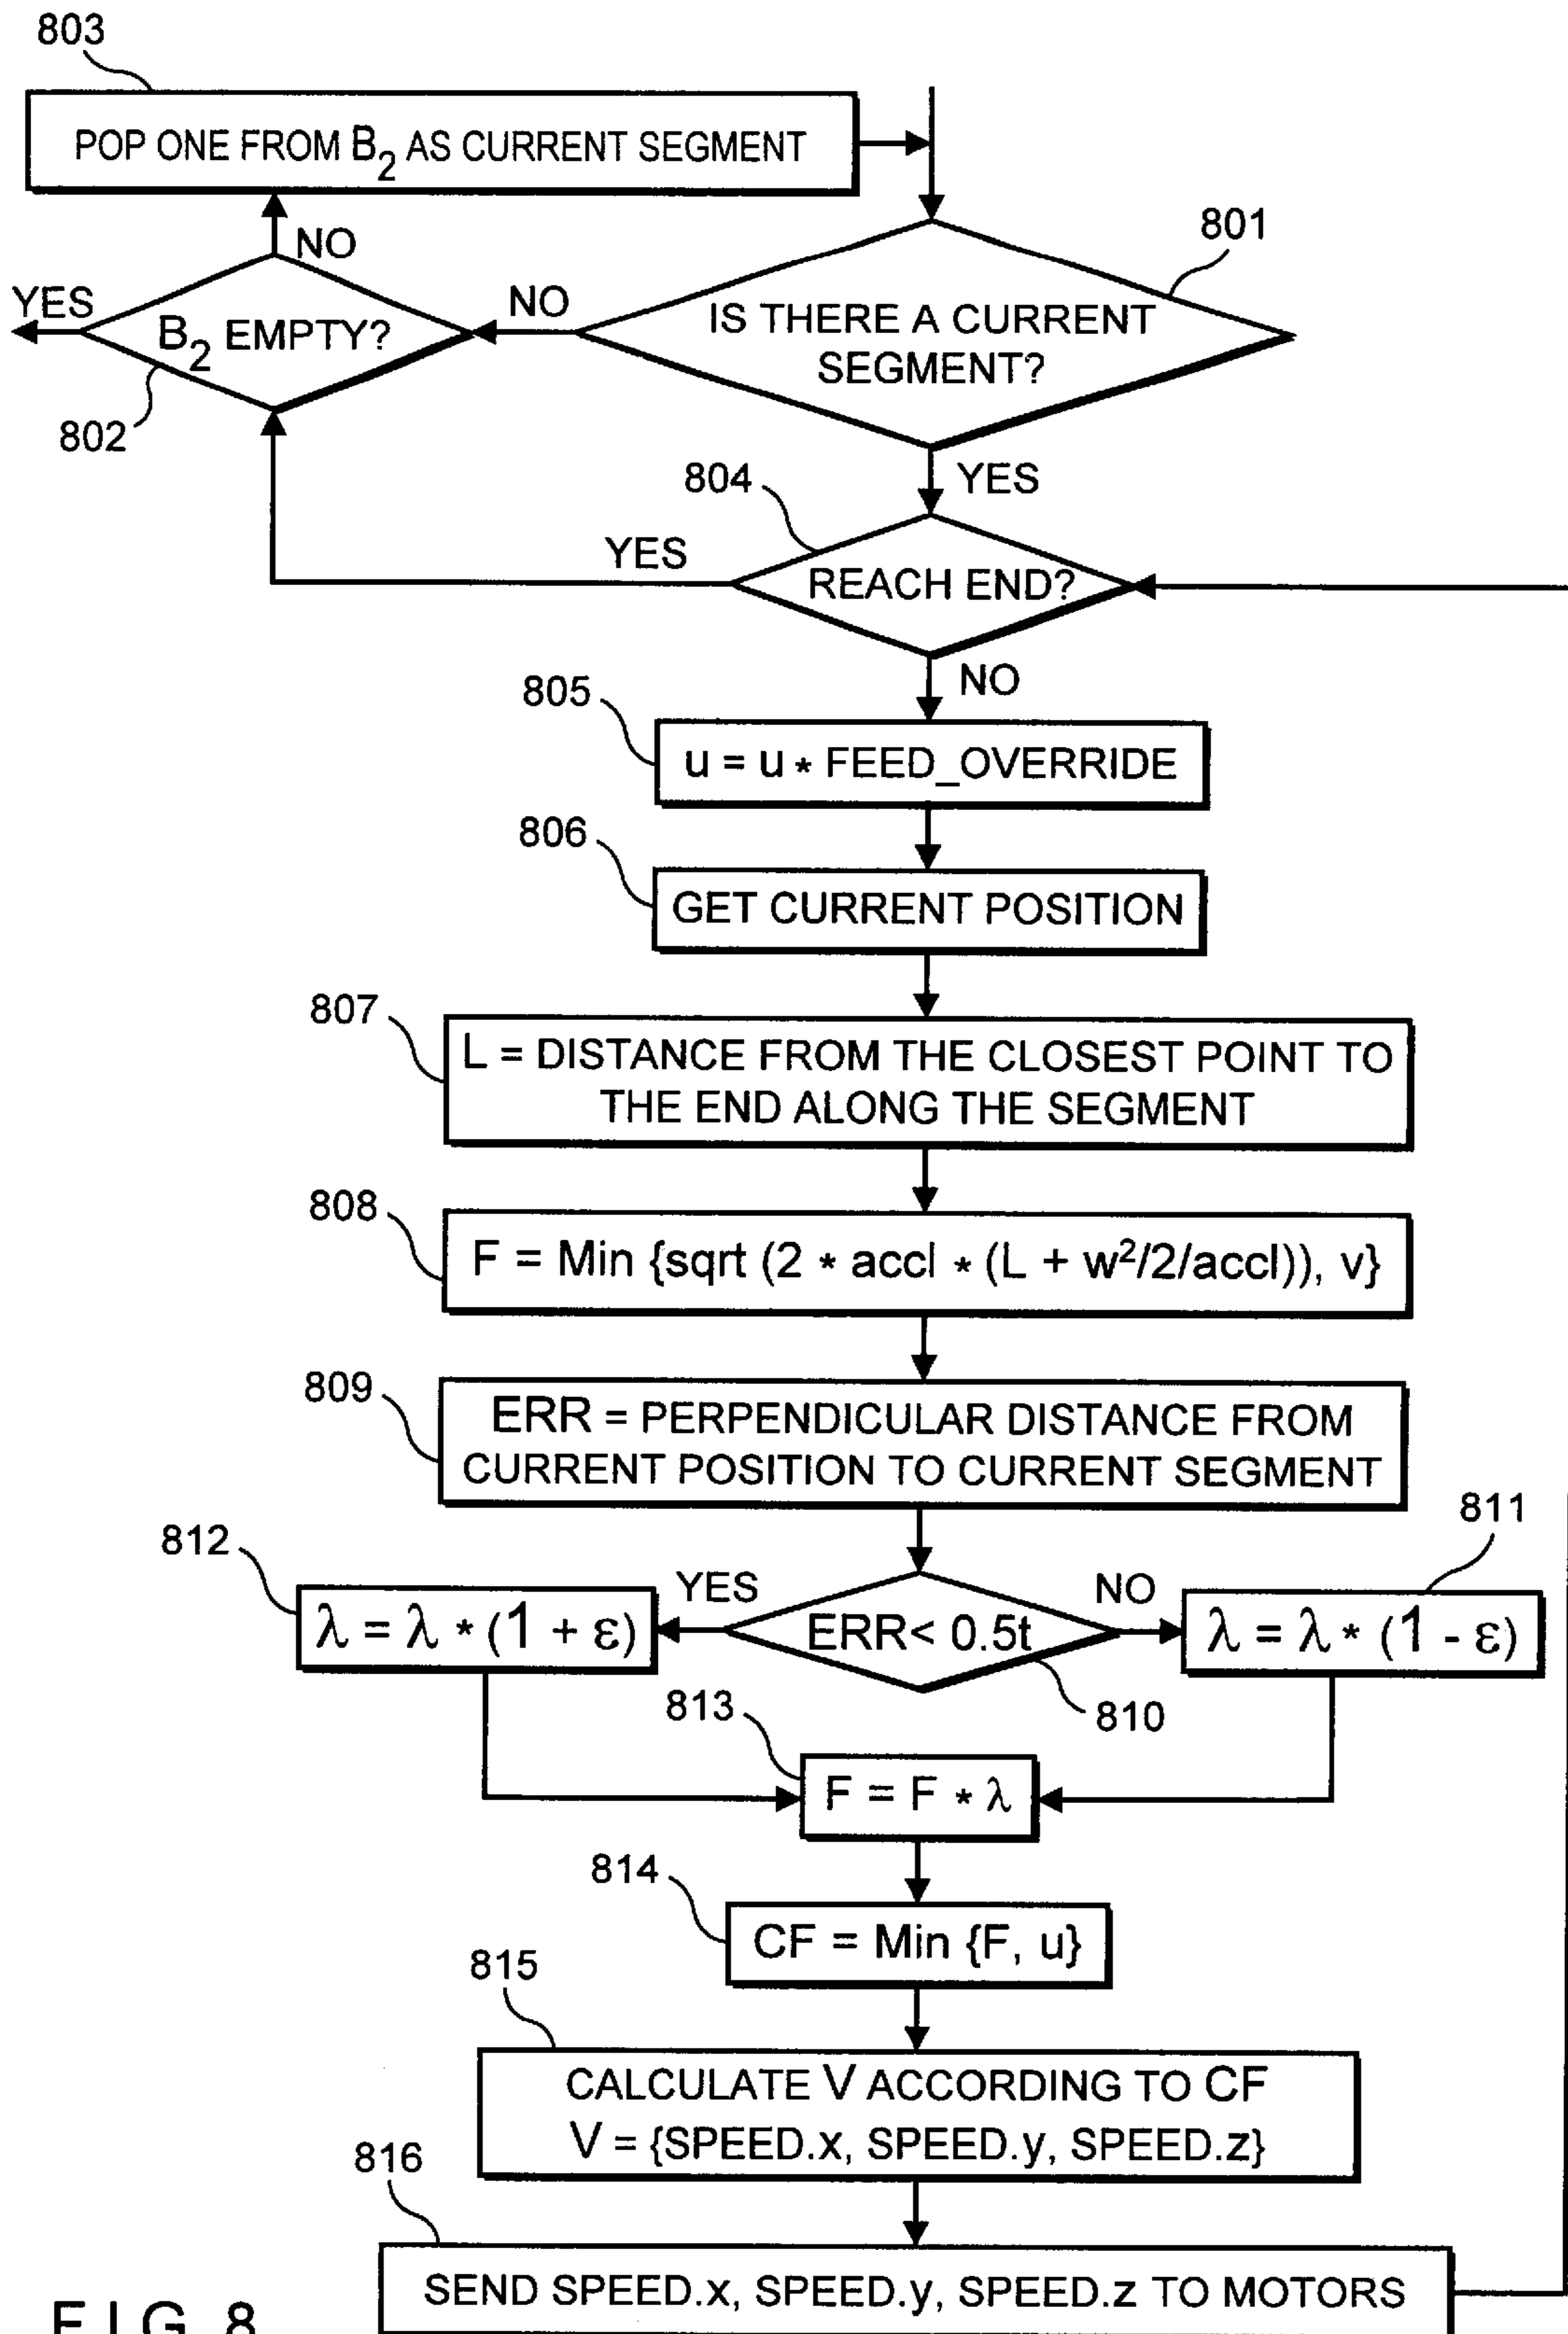 803
POP ONE FROM B₂ AS CURRENT SEGMENT
801
NO
YES
B₂ EMPTY?
NO
IS THERE A CURRENT
SEGMENT?
802
804
YES
YES
REACH END?
NO
805
u = u * FEED_OVERRIDE
806
GET CURRENT POSITION
807
L = DISTANCE FROM THE CLOSEST POINT TO
THE END ALONG THE SEGMENT
808
F = Min {sqrt (2 * accl * (L + w²/2/accl)), v}
809
ERR = PERPENDICULAR DISTANCE FROM
CURRENT POSITION TO CURRENT SEGMENT
811
812
YES
NO
λ = λ * (1 + ε)
ERR< 0.5t
λ = λ * (1 - ε)
813
810
F = F * λ
814
CF = Min {F, u}
815
CALCULATE V ACCORDING TO CF
V = {SPEED.x, SPEED.y, SPEED.z}
816
SEND SPEED.x, SPEED.y, SPEED.z TO MOTORS
FIG. 8